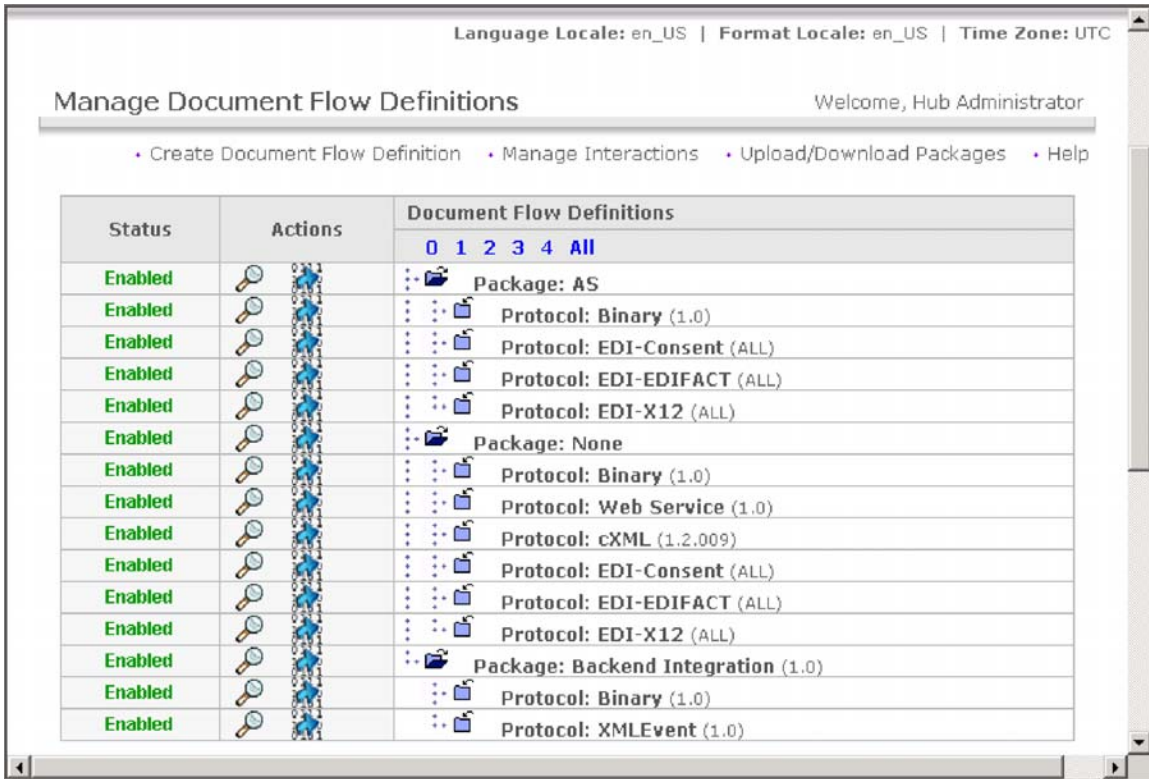 Language Locale: en_US | Format Locale: en_US | Time Zone: UTC
Manage Document Flow Definitions
Welcome, Hub Administrator
Create Document Flow Definition
Manage Interactions
Upload/Download Packages
Help
Status
Actions
Document Flow Definitions
0 1 2 3 4 All
Enabled Package: AS
Enabled Protocol: Binary (1.0)
Enabled Protocol: EDI-Consent (ALL)
Enabled Protocol: EDI-EDIFACT (ALL)
Enabled Protocol: EDI-X12 (ALL)
Enabled Package: None
Enabled Protocol: Binary (1.0)
Enabled Protocol: Web Service (1.0)
Enabled Protocol: cXML (1.2.009)
Enabled Protocol: EDI-Consent (ALL)
Enabled Protocol: EDI-EDIFACT (ALL)
Enabled Protocol: EDI-X12 (ALL)
Enabled Package: Backend Integration (1.0)
Enabled Protocol: Binary (1.0)
Enabled Protocol: XMLEvent (1.0)